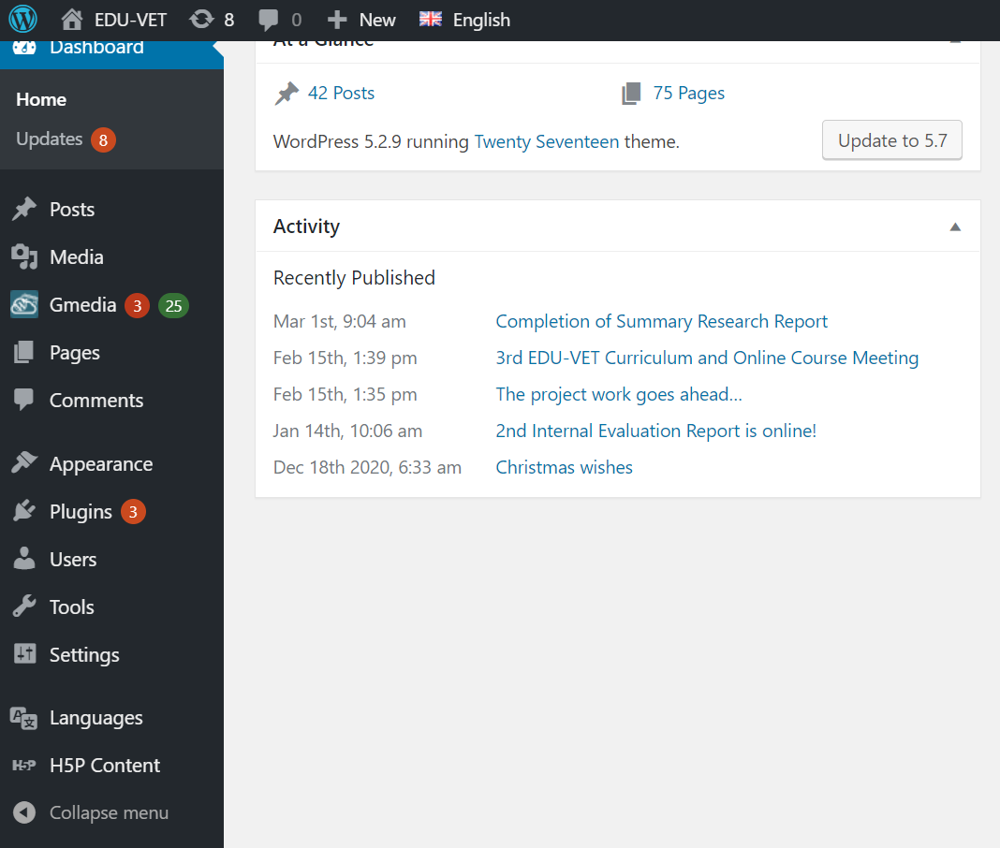 EDU-VET 8 0 New English
Dashboard
Home
Updates 8
Posts
Media
Gmedia 3 25
Pages
Comments
Appearance
Plugins 3
Users
Tools
Settings
Languages
H5P H5P Content
Collapse menu
At a Glance
42 Posts 75 Pages
WordPress 5.2.9 running Twenty Seventeen theme. Update to 5.7
Activity
Recently Published
Mar 1st, 9:04 am Completion of Summary Research Report
Feb 15th, 1:39 pm 3rd EDU-VET Curriculum and Online Course Meeting
Feb 15th, 1:35 pm The project work goes ahead…
Jan 14th, 10:06 am 2nd Internal Evaluation Report is online!
Dec 18th 2020, 6:33 am Christmas wishes